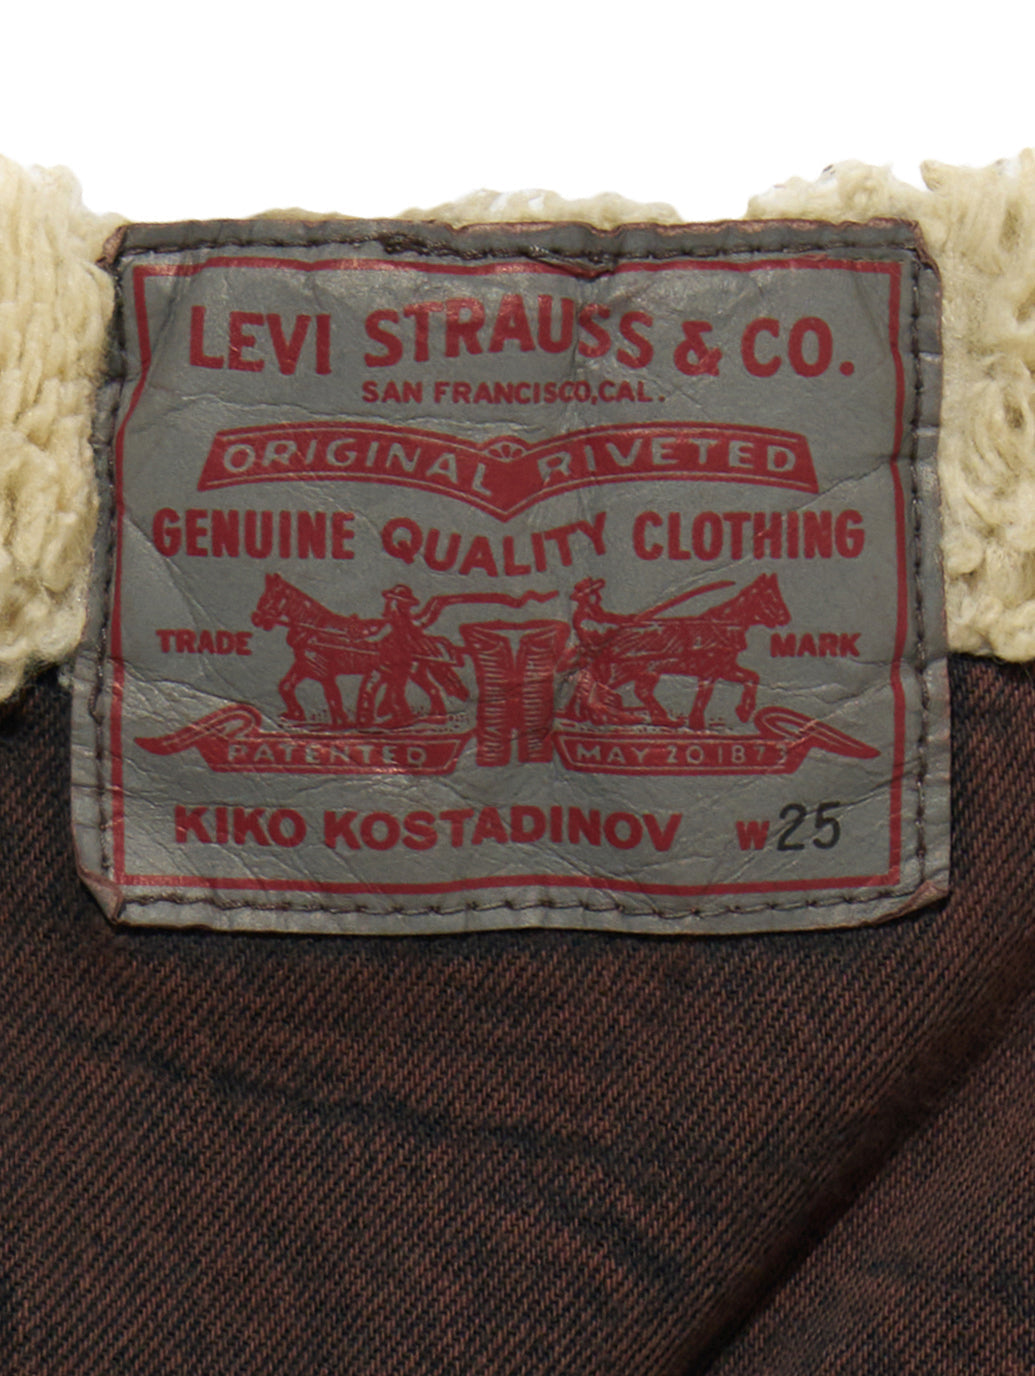 LEVI STRAUSS & CO.
SAN FRANCISCO, CAL.
ORIGINAL RIVETED
GENUINE QUALITY CLOTHING
TRADE MARK
PATENTED MAY 20 1873
KIKO KOSTADINOV W 25